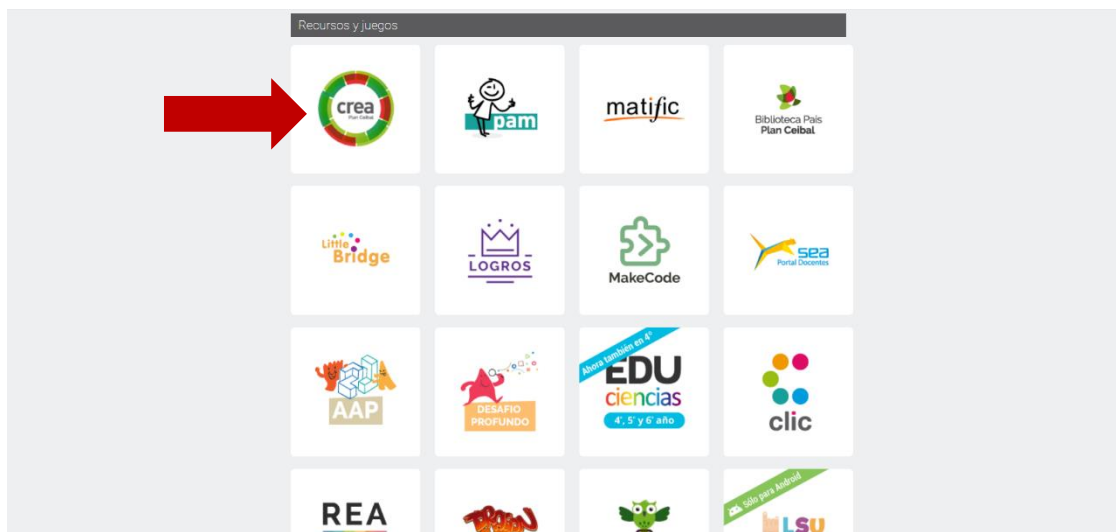 Recursos y juegos
crea
Plan Ceibal
pam
matific
Biblioteca País
Plan Ceibal
Little
Bridge
LOGROS
MakeCode
sea
Portal Docentes
AAP
DESAFIO
PROFUNDO
Ahora también en 4°
EDU
ciencias
4°, 5° y 6° año
clic
REA
Sólo para Android
LSU